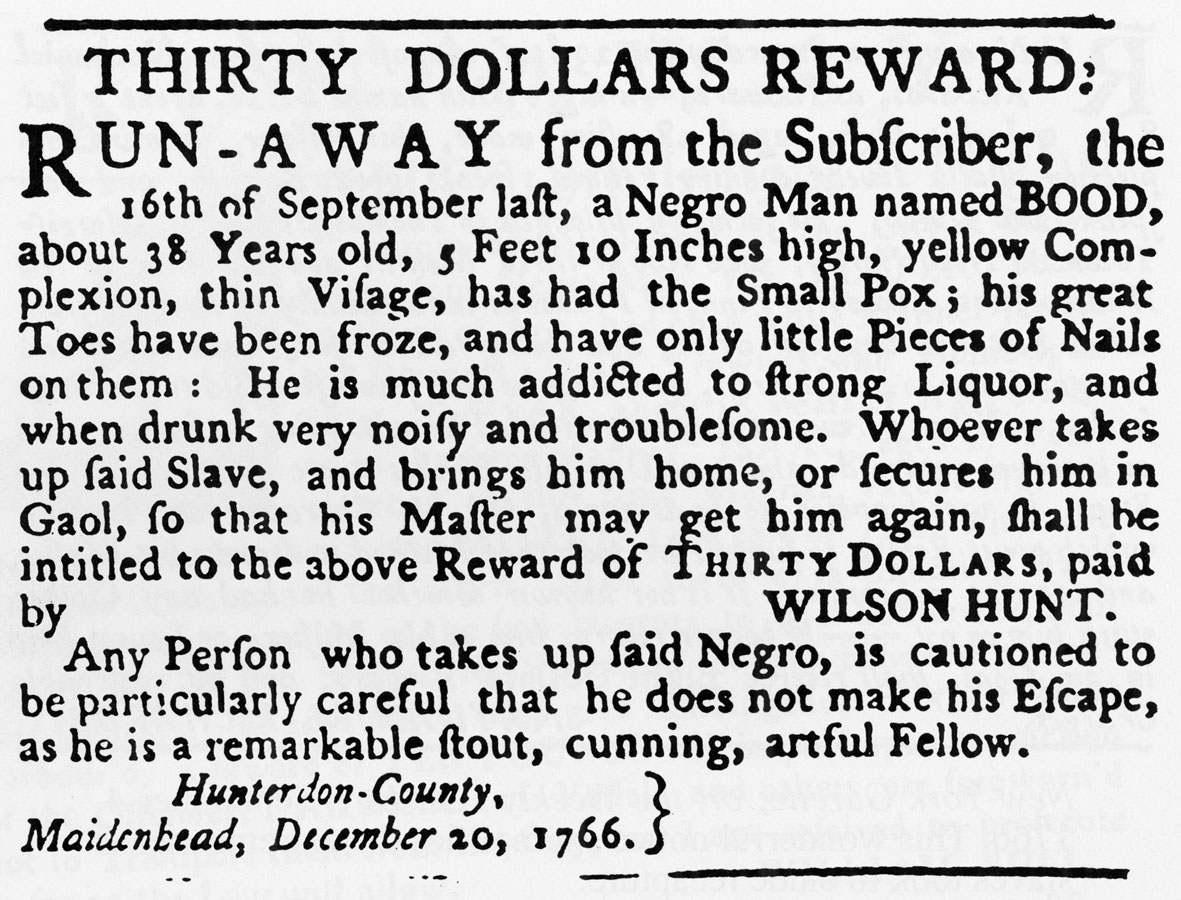 THIRTY DOLLARS REWARD:
RUN-AWAY from the Subſcriber, the
16th of September laſt, a Negro Man named BOOD,
about 38 Years old, 5 Feet 10 Inches high, yellow Com-
plexion, thin Viſage, has had the Small Pox; his great
Toes have been froze, and have only little Pieces of Nails
on them: He is much addicted to ſtrong Liquor, and
when drunk very noiſy and troubleſome. Whoever takes
up ſaid Slave, and brings him home, or ſecures him in
Gaol, ſo that his Maſter may get him again, ſhall be
intitled to the above Reward of THIRTY DOLLARS, paid
by WILSON HUNT.
Any Perſon who takes up ſaid Negro, is cautioned to
be particularly careful that he does not make his Eſcape,
as he is a remarkable ſtout, cunning, artful Fellow.
Hunterdon-County,
Maidenhead, December 20, 1766.}